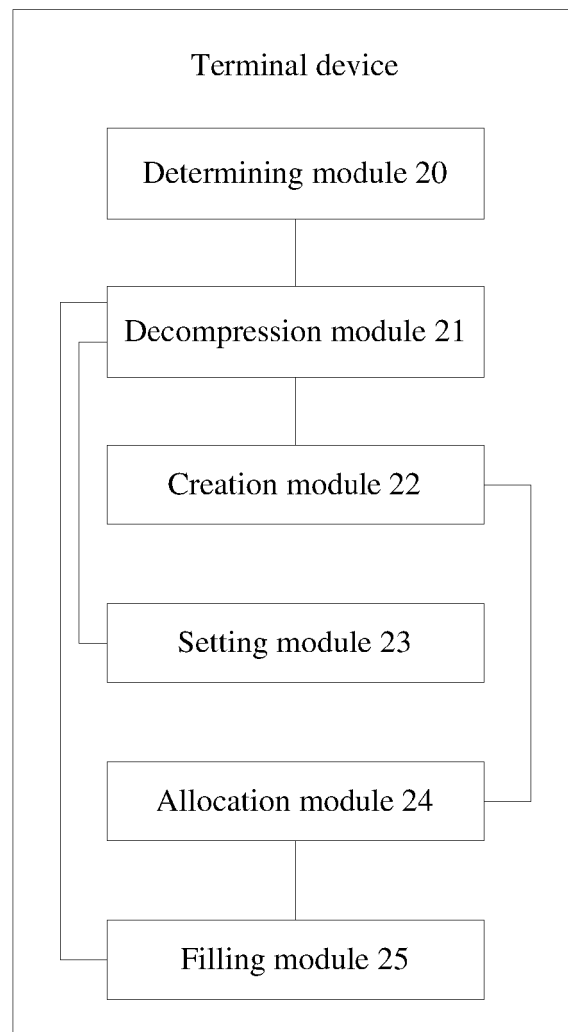 Terminal device
Determining module 20
Decompression module 21
Creation module 22
Setting module 23
Allocation module 24
Filling module 25